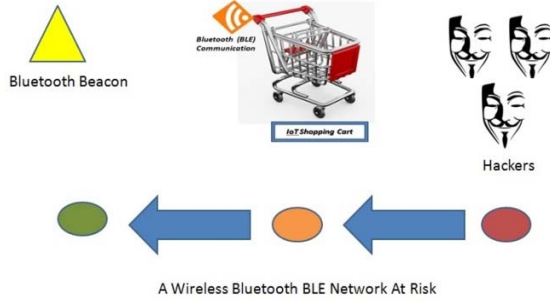 Bluetooth (BLE)
Communication
Bluetooth Beacon
IoT Shopping Cart
Hackers
A Wireless Bluetooth BLE Network At Risk